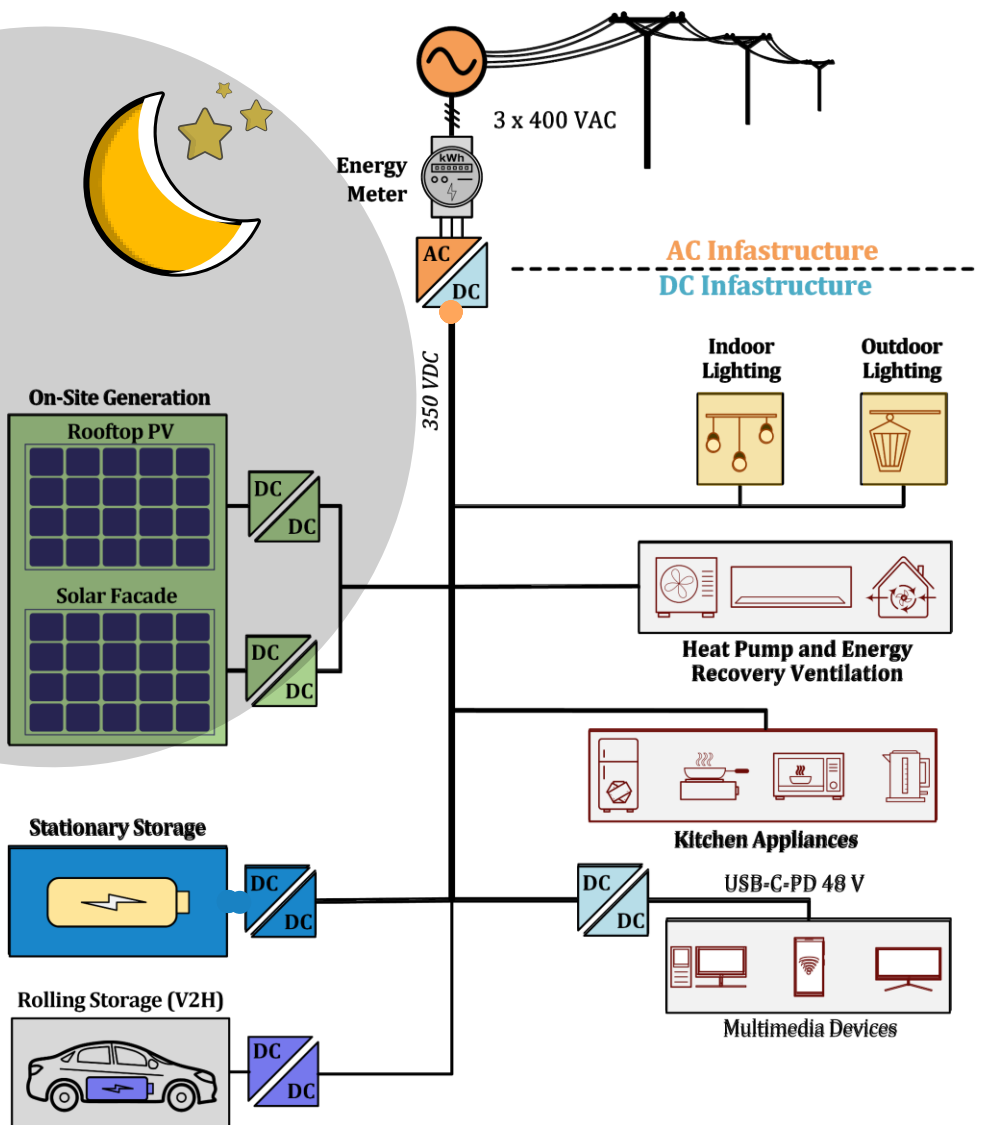 3 x 400 VAC
kWh
Energy
Meter
AC
DC
AC Infastructure
DC Infastructure
350 VDC
Indoor
Lighting
Outdoor
Lighting
On-Site Generation
Rooftop PV
DC
DC
Solar Facade
DC
DC
Heat Pump and Energy
Recovery Ventilation
Kitchen Appliances
Stationary Storage
DC
DC
DC
DC
USB-C-PD 48 V
Multimedia Devices
Rolling Storage (V2H)
DC
DC